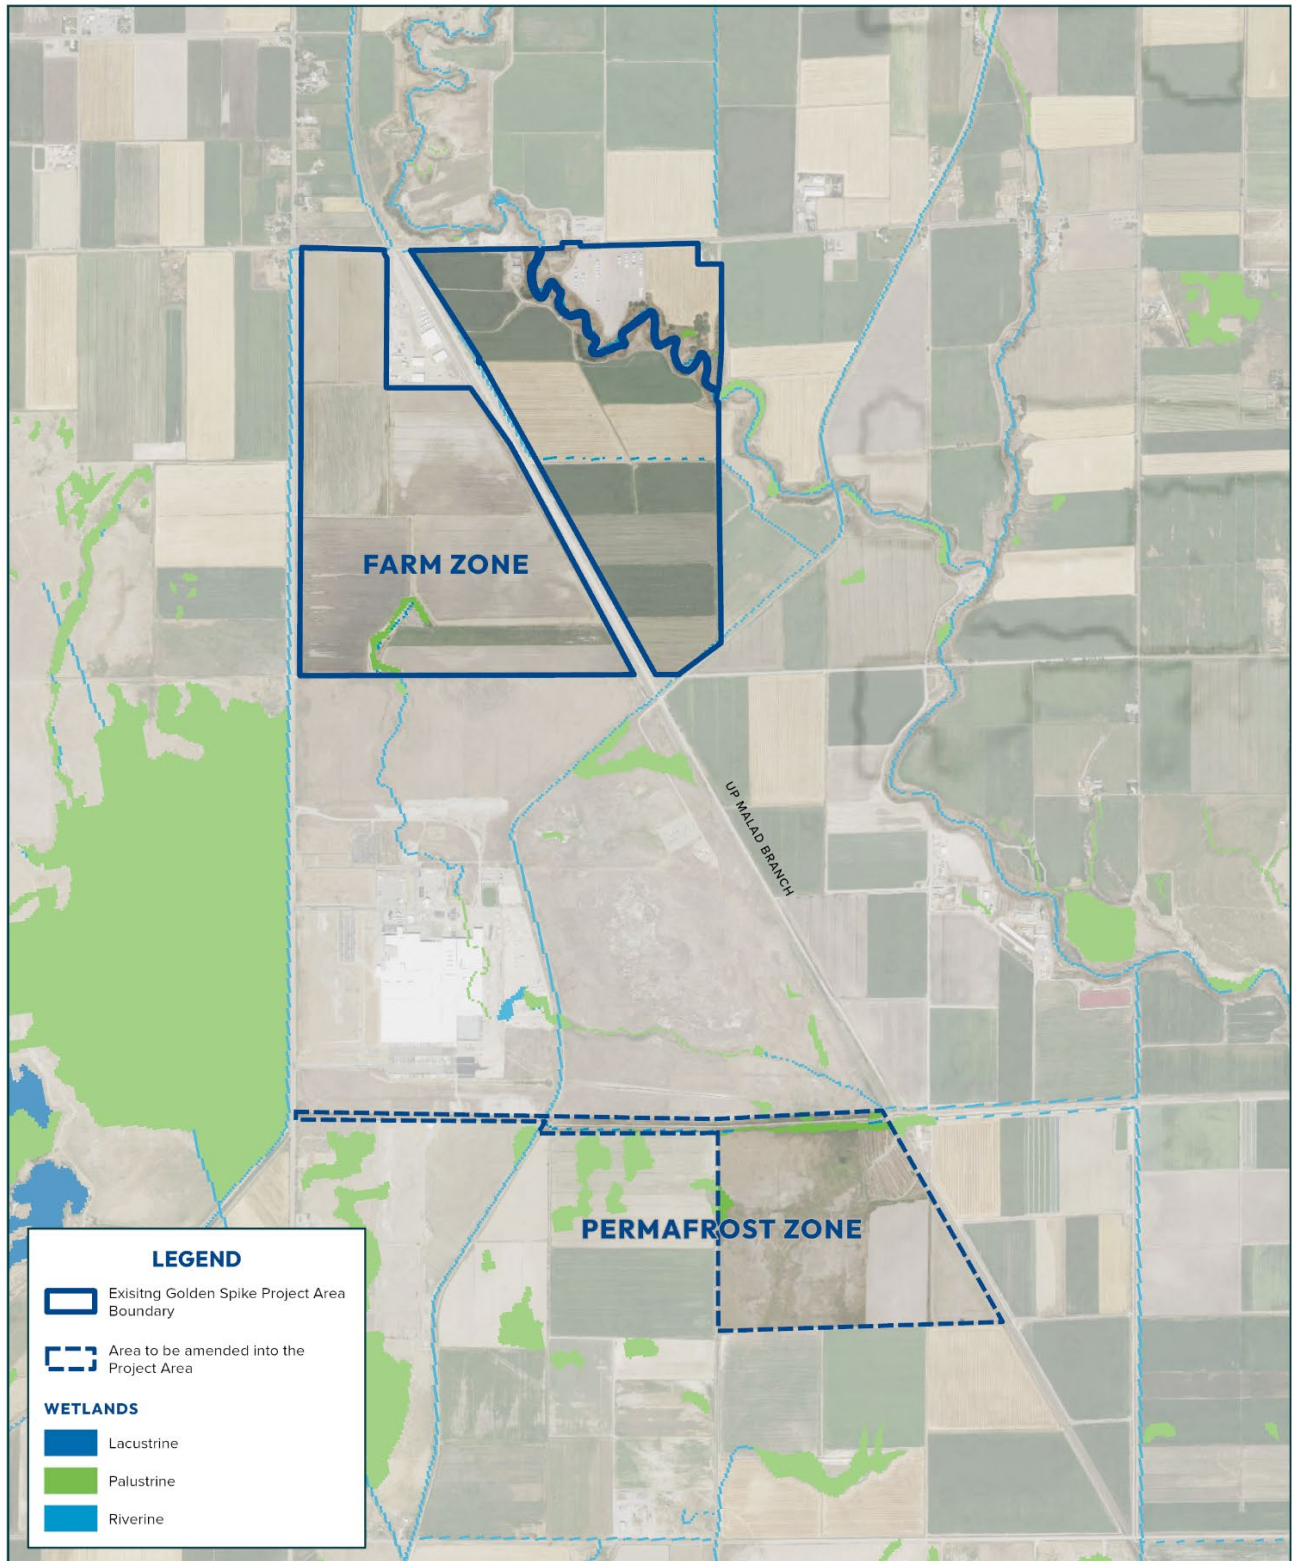 FARM ZONE
UP MALAD BRANCH
PERMAFROST ZONE
LEGEND
Exisitng Golden Spike Project Area
Boundary
Area to be amended into the
Project Area
WETLANDS
Lacustrine
Palustrine
Riverine